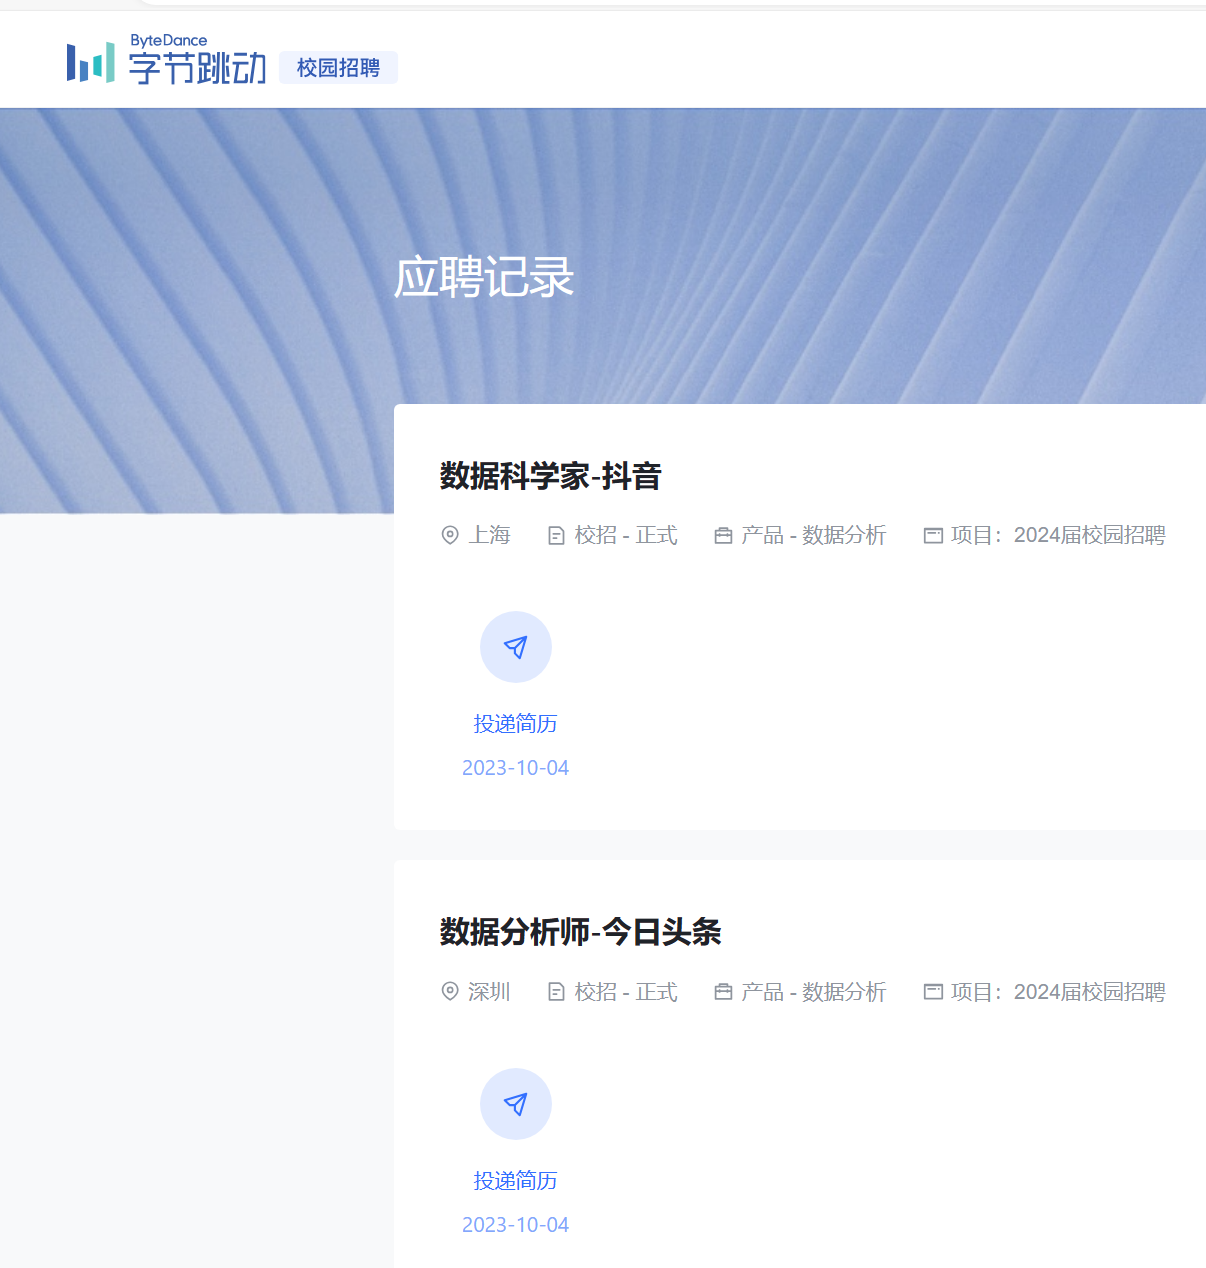 ByteDance
字节跳动 校园招聘
应聘记录
数据科学家-抖音
上海 校招 - 正式 产品 - 数据分析 项目：2024届校园招聘
投递简历
2023-10-04
数据分析师-今日头条
深圳 校招 - 正式 产品 - 数据分析 项目：2024届校园招聘
投递简历
2023-10-04